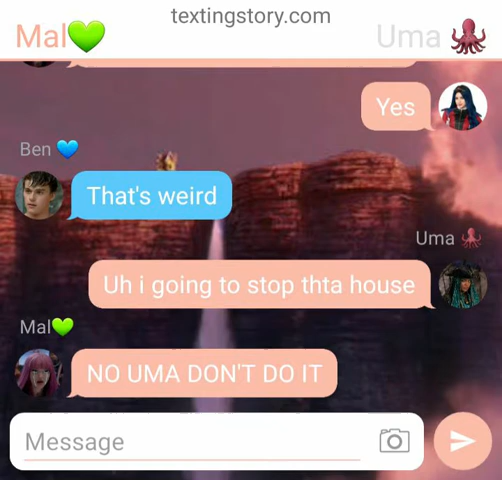 textingstory.com
Mal💚
Uma 🐙
Yes
Ben 💙
That's weird
Uma 🐙
Uh i going to stop thta house
Mal💚
NO UMA DON'T DO IT
Message